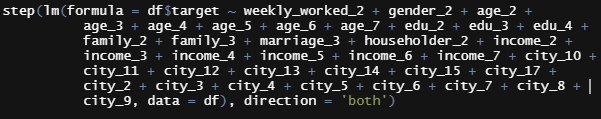 step(lm(formula = df$target ~ weekly_worked_2 + gender_2 + age_2 +
age_3 + age_4 + age_5 + age_6 + age_7 + edu_2 + edu_3 + edu_4 +
family_2 + family_3 + marriage_3 + householder_2 + income_2 +
income_3 + income_4 + income_5 + income_6 + income_7 + city_10 +
city_11 + city_12 + city_13 + city_14 + city_15 + city_17 +
city_2 + city_3 + city_4 + city_5 + city_6 + city_7 + city_8 +
city_9, data = df), direction = 'both')